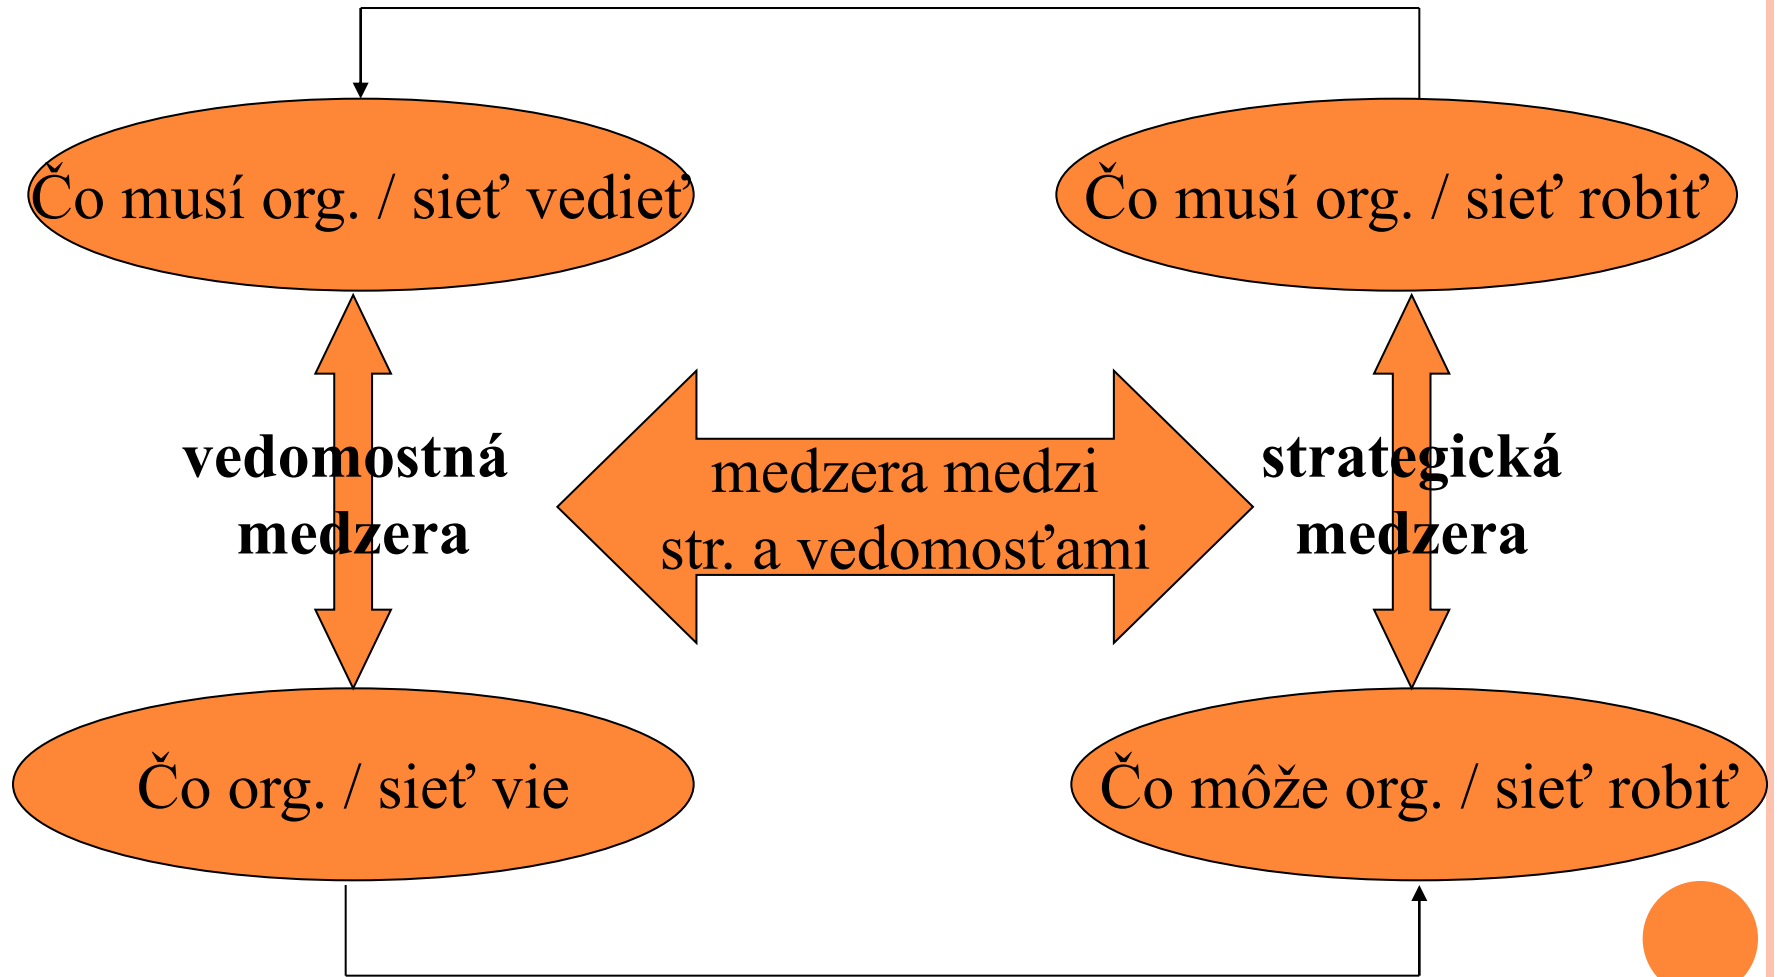 Čo musí org. / sieť vedieť
Čo musí org. / sieť robiť
vedomostná
medzera
medzera medzi
str. a vedomosťami
strategická
medzera
Čo org. / sieť vie
Čo môže org. / sieť robiť